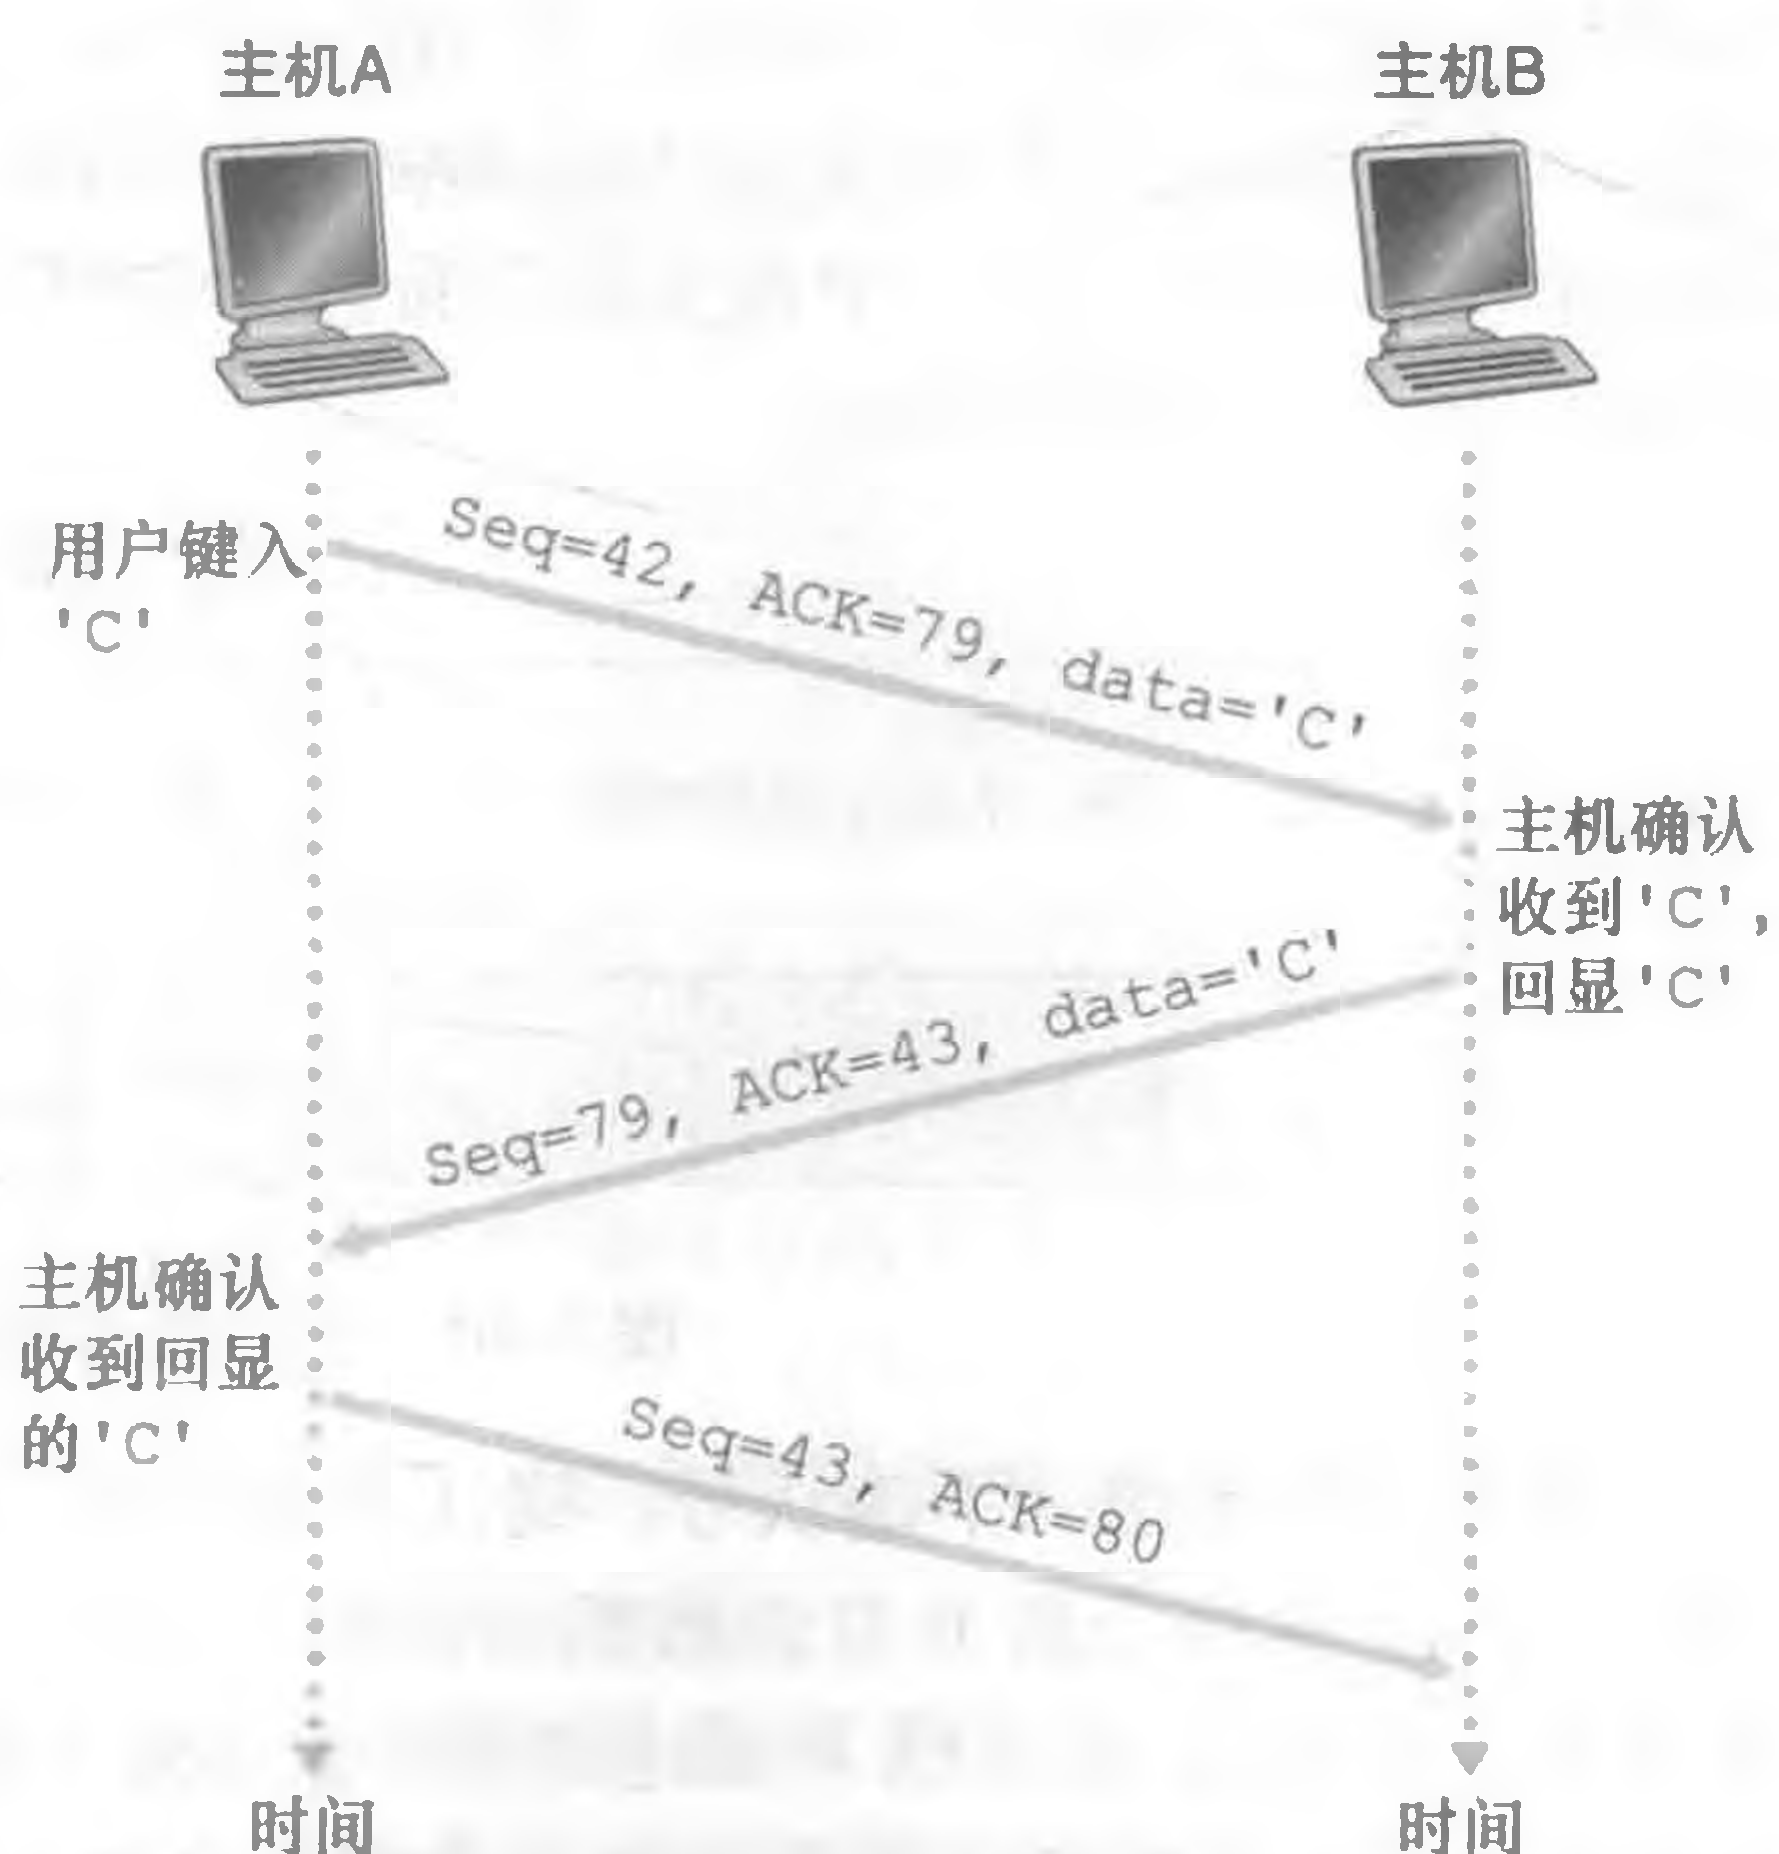 主机A
主机B
用户键入
'C'
Seq=42, ACK=79, data='C'
主机确认
收到'C',
回显'C'
Seq=79, ACK=43, data='C'
主机确认
收到回显
的'C'
Seq=43, ACK=80
时间
时间